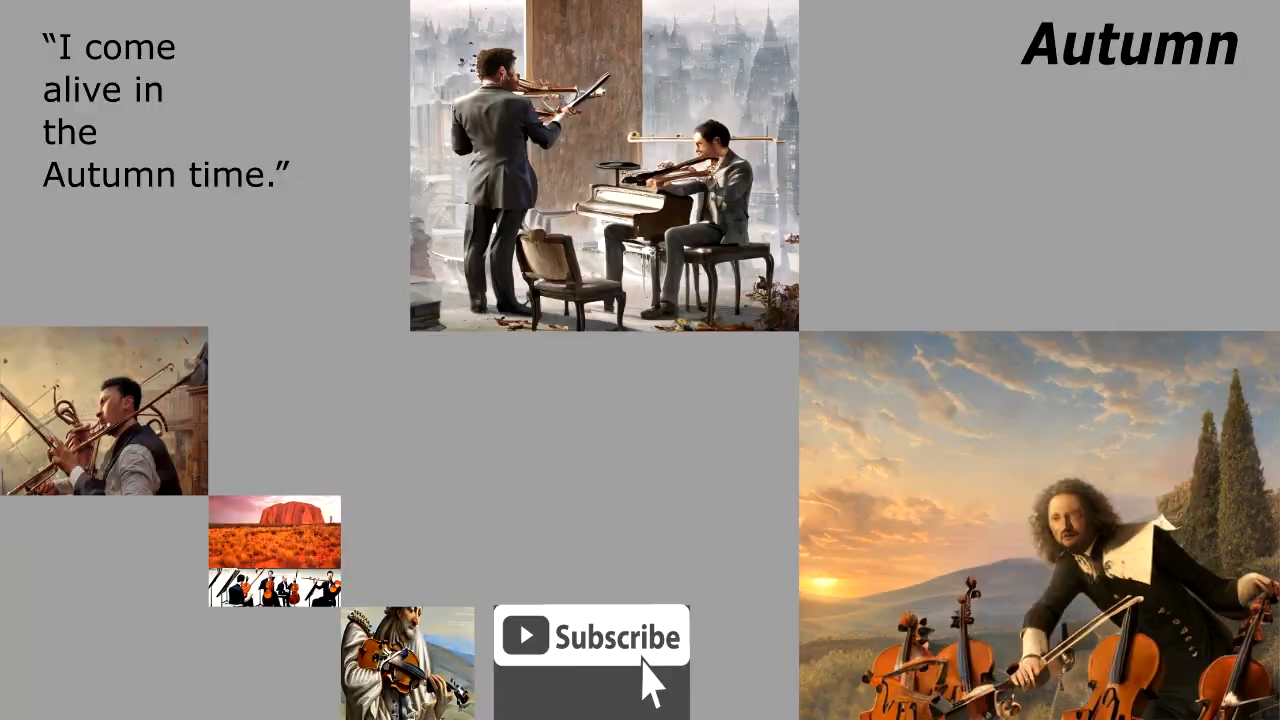 “I come
alive in
the
Autumn time.”
Autumn
Subscribe